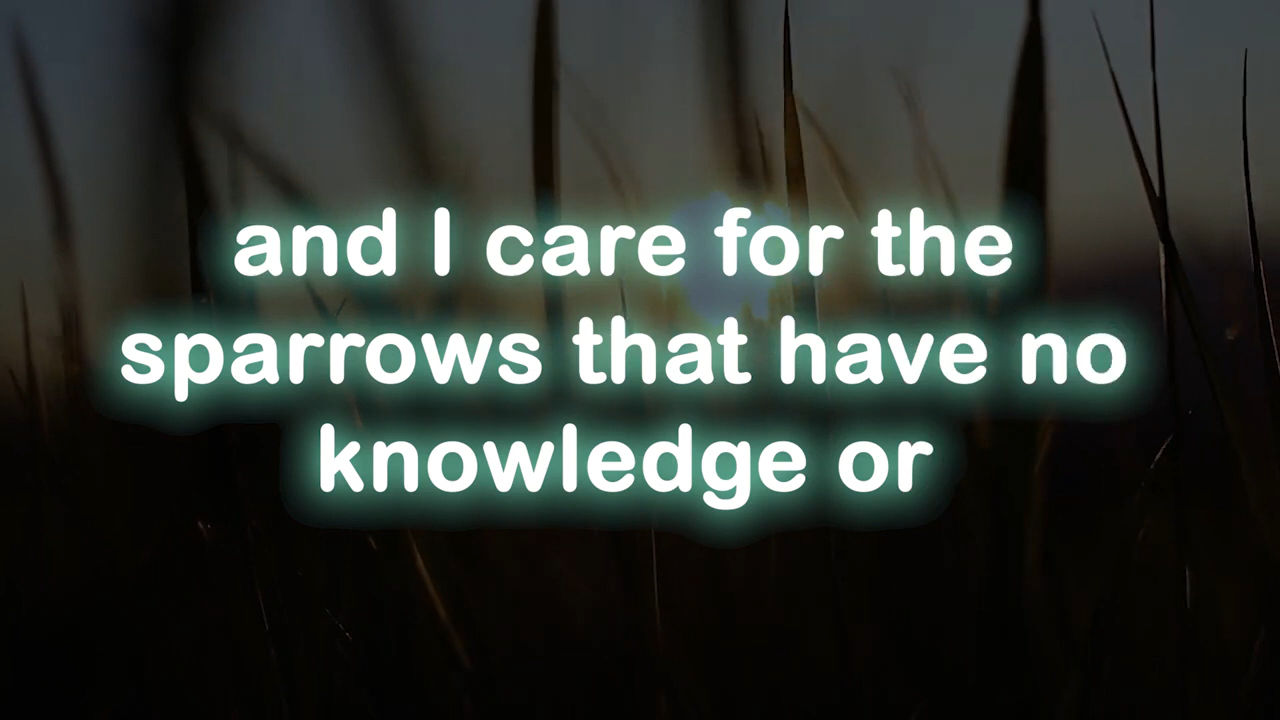 and I care for the
sparrows that have no
knowledge or